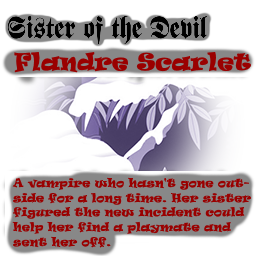 Sister of the Devil
Flandre Scarlet
A vampire who hasn't gone out-
side for a long time. Her sister
figured the new incident could
help her find a playmate and
sent her off.